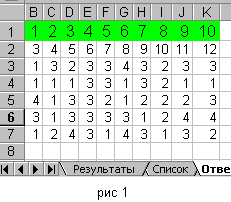 B C D E F G H I J K
1 1 2 3 4 5 6 7 8 9 10
2 3 4 5 6 7 8 9 10 11 12
3 1 3 2 3 3 4 3 2 3 3
4 1 1 3 1 2 3 1 3 2 1
5 4 1 3 3 2 1 2 2 2 3
6 3 1 3 3 3 3 1 2 4 4
7 1 2 4 3 1 4 3 1 3 2
8
Результаты Список Отве
рис 1